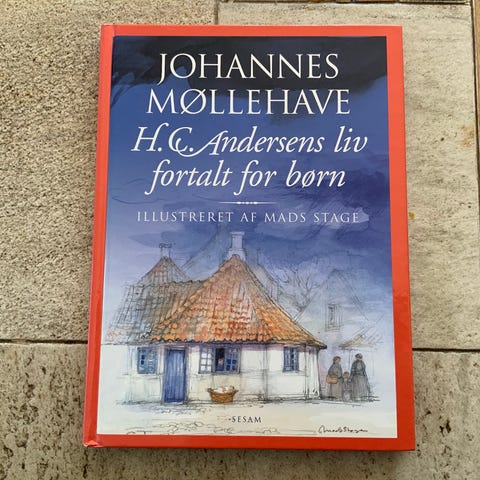 JOHANNES
MØLLEHAVE
H.C. Andersens liv
fortalt for børn
ILLUSTRERET AF MADS STAGE
SESAM